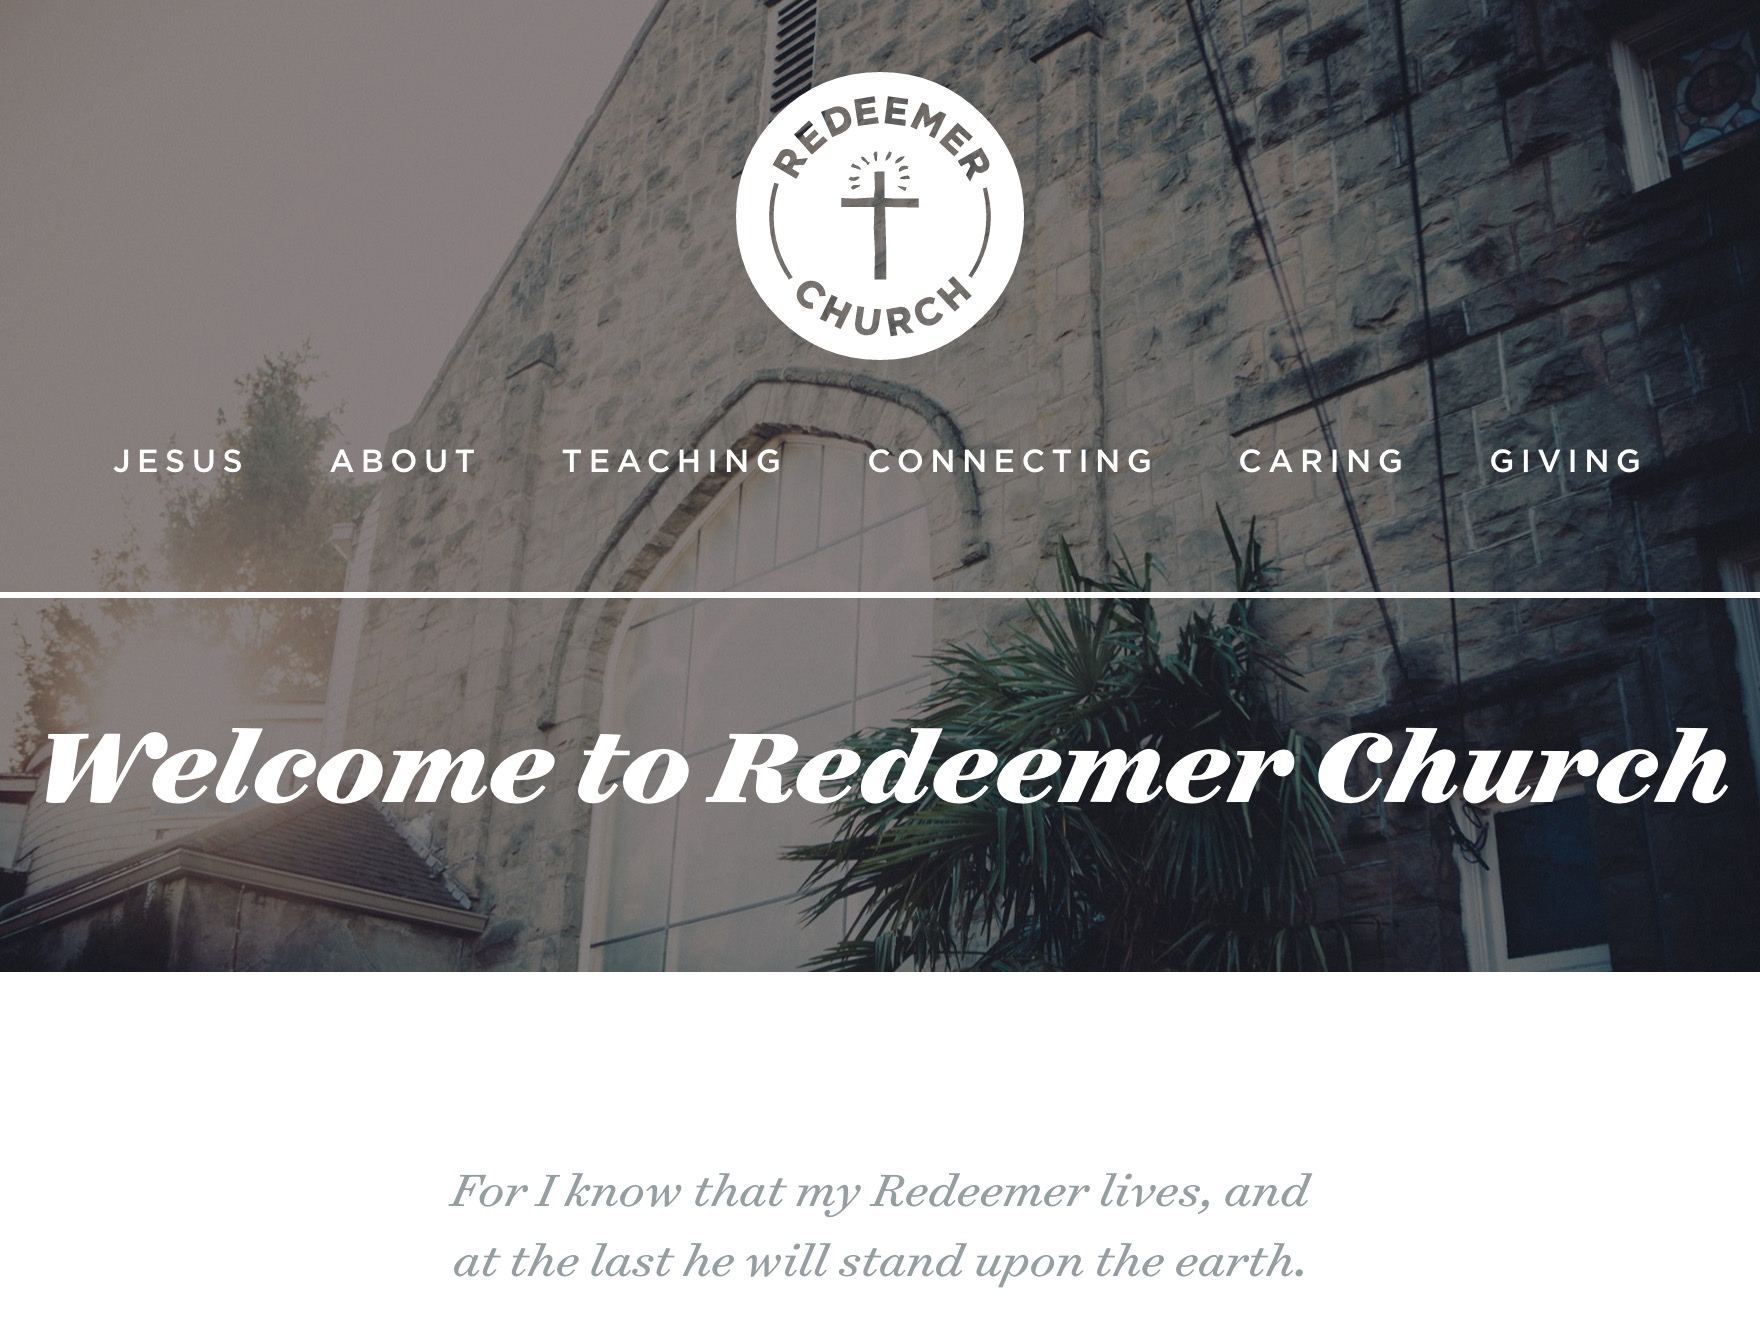 REDEEMER
CHURCH
JESUS ABOUT TEACHING CONNECTING CARING GIVING
Welcome to Redeemer Church
For I know that my Redeemer lives, and
at the last he will stand upon the earth.